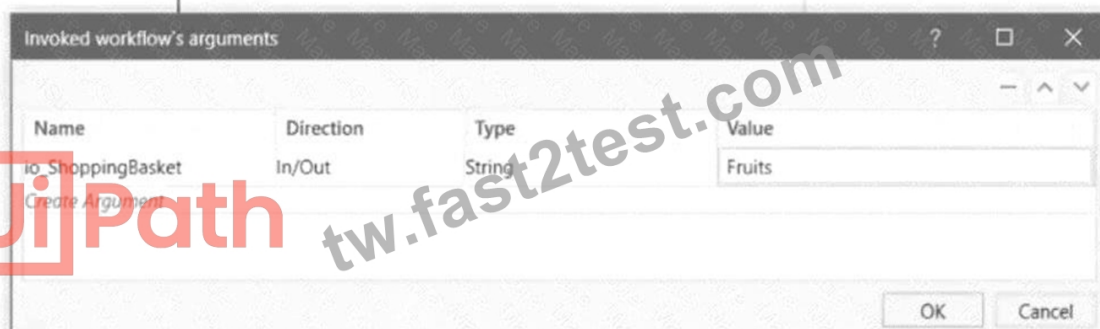 Invoked workflow's arguments
Name Direction Type Value
io_ShoppingBasket In/Out String Fruits
Create Argument
UiPath
tw.fast2test.com
OK Cancel